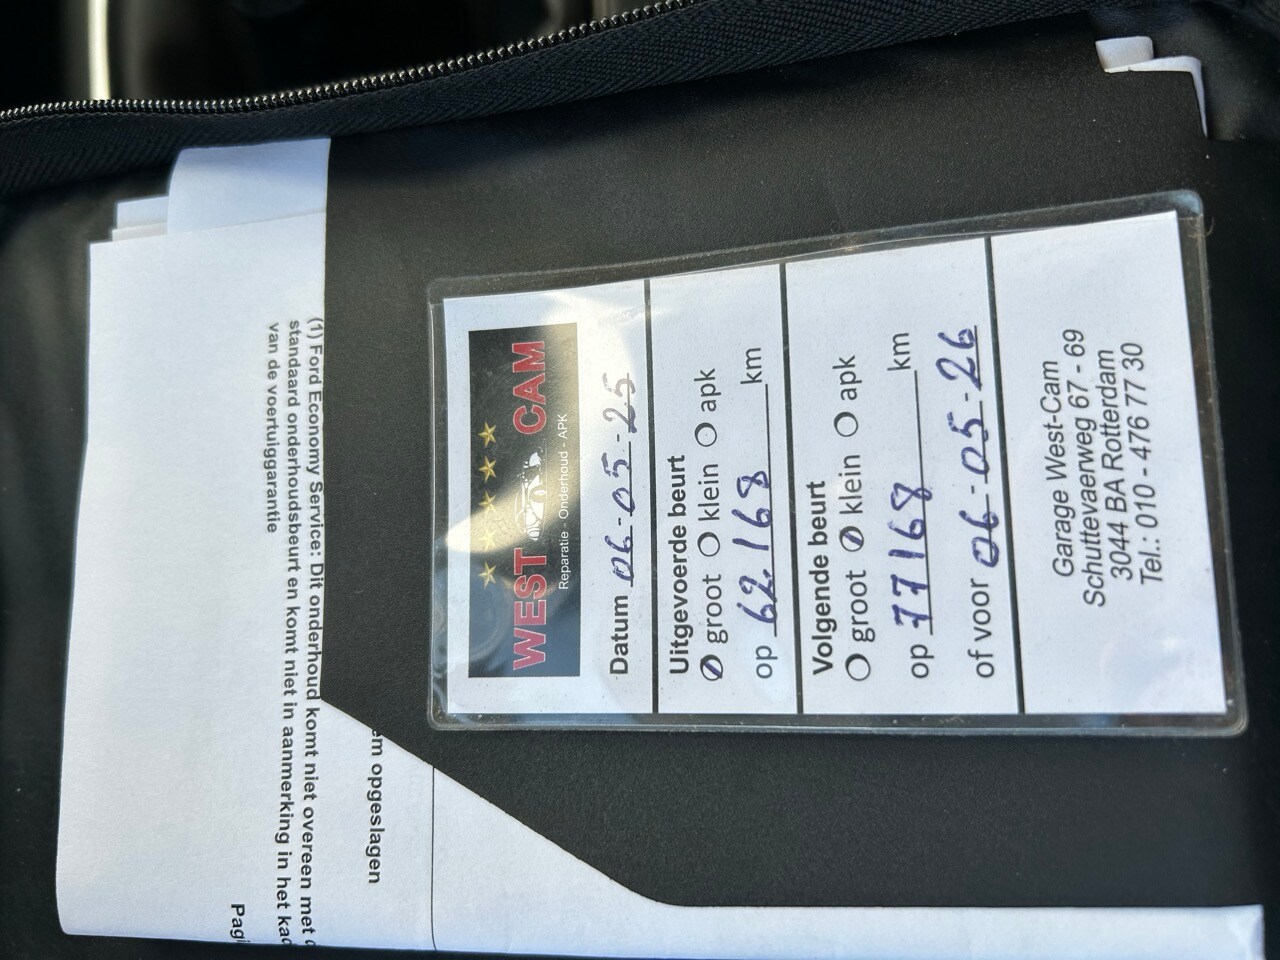 WEST CAM
Reparatie - Onderhoud - APK
Datum 06-05-25
Uitgevoerde beurt
groot klein apk
op 62.168 km
Volgende beurt
groot klein apk
op 77168 km
of voor 06-05-26
Garage West-Cam
Schuttevaerweg 67 - 69
3044 BA Rotterdam
Tel.: 010 - 476 77 30
em opgeslagen
(1) Ford Economy Service: Dit onderhoud komt niet overeen met
standaard onderhoudsbeurt en komt niet in aanmerking in het kad
van de voertuiggarantie
Pagi